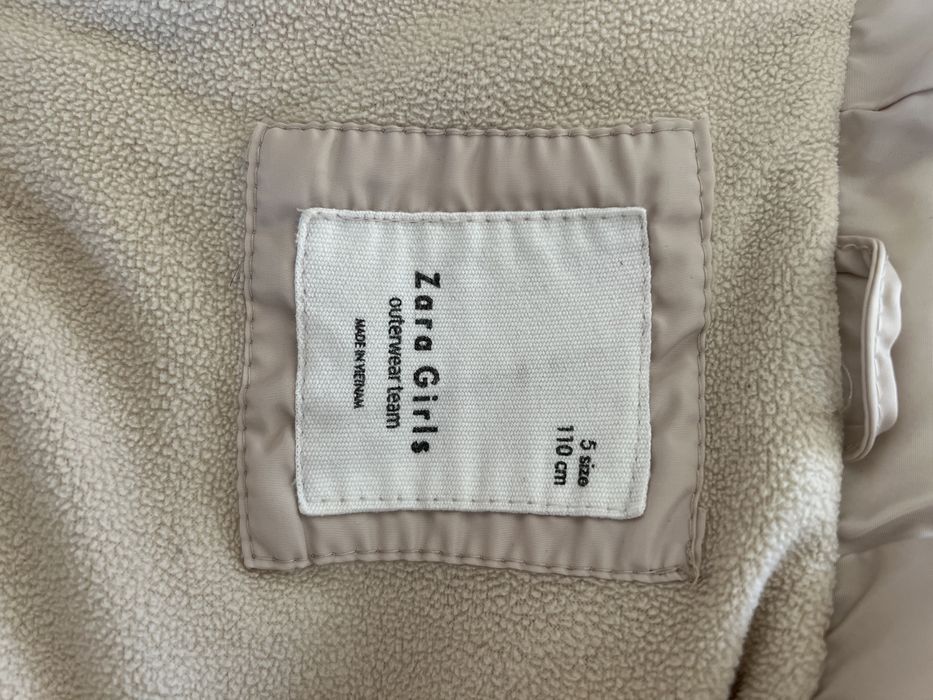 5 size
110 cm
Zara Girls
outerwear team
MADE IN VIETNAM